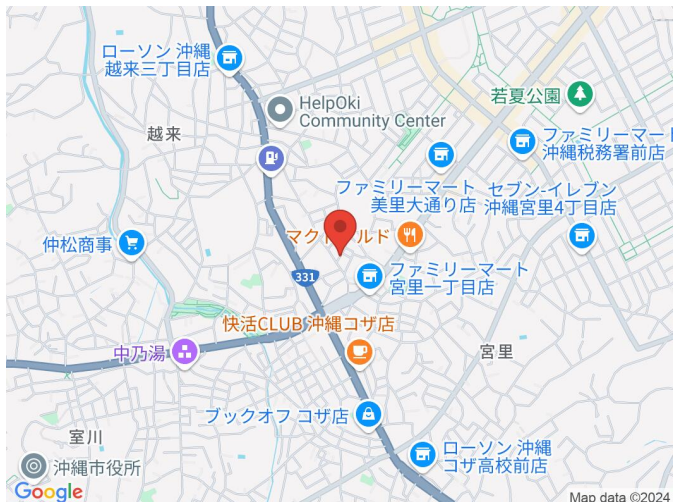 ローソン 沖縄
越来三丁目店
HelpOki
Community Center
若夏公園
越来
ファミリーマート
沖縄税務署前店
ファミリーマート
美里大通り店
セブン-イレブン
沖縄宮里4丁目店
仲松商事
331
ファミリーマート
宮里一丁目店
快活CLUB 沖縄コザ店
中乃湯
宮里
ブックオフ コザ店
室川
沖縄市役所
ローソン 沖縄
コザ高校前店
Google
Map data ©2024